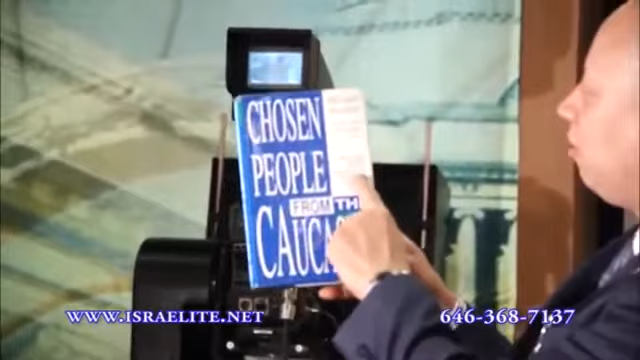 CHOSEN
PEOPLE
FROM TH
CAUCA
WWW.ISRAELITE.NET
646-368-7137